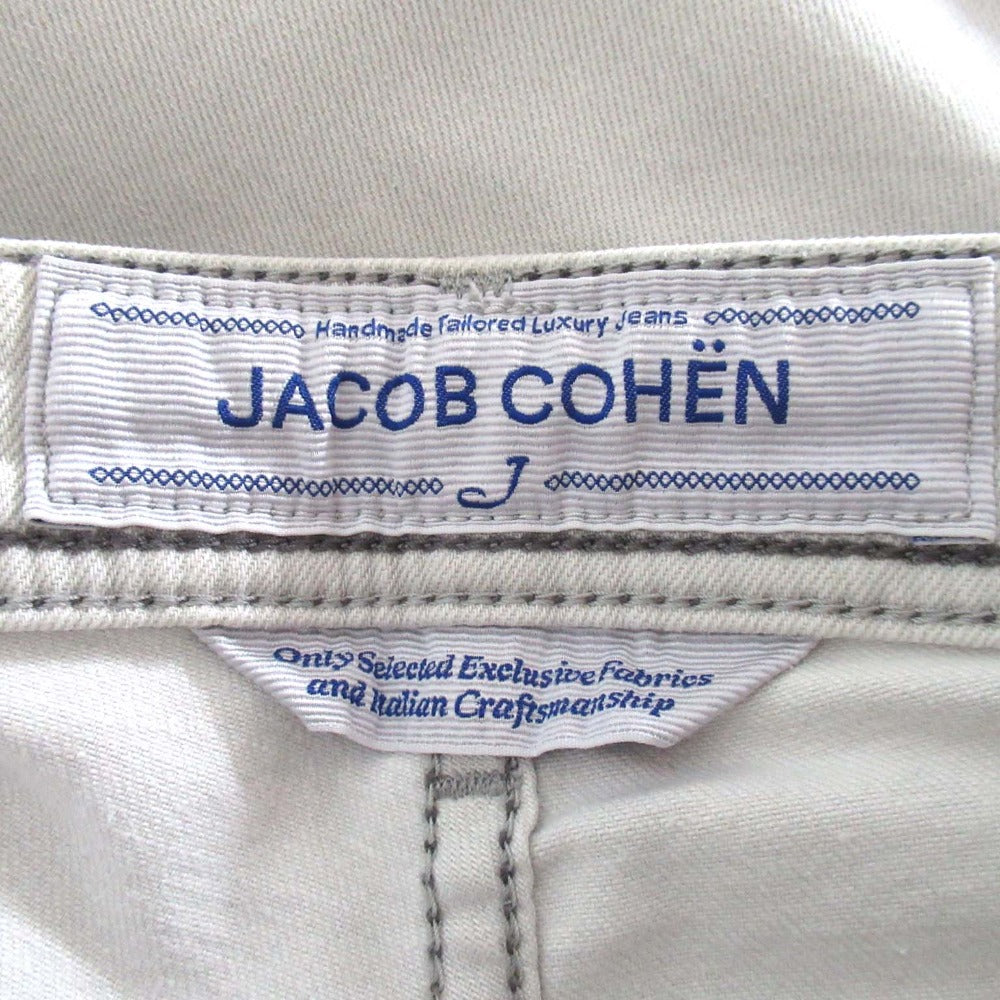 Handmade Tailored Luxury Jeans
JACOB COHËN
J
Only Selected Exclusive Fabrics
and Italian Craftsmanship